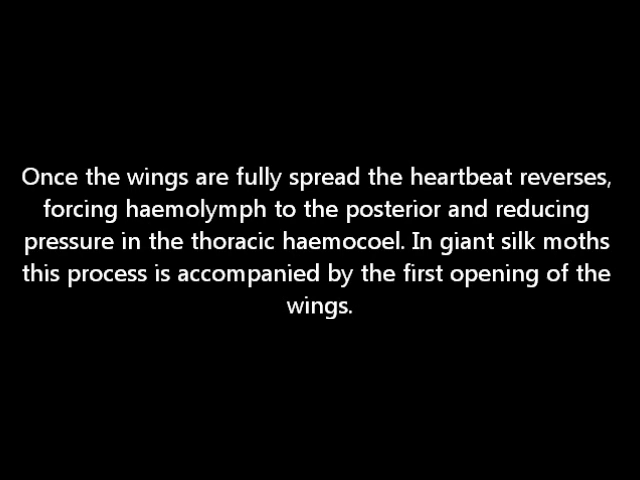 Once the wings are fully spread the heartbeat reverses,
forcing haemolymph to the posterior and reducing
pressure in the thoracic haemocoel. In giant silk moths
this process is accompanied by the first opening of the
wings.